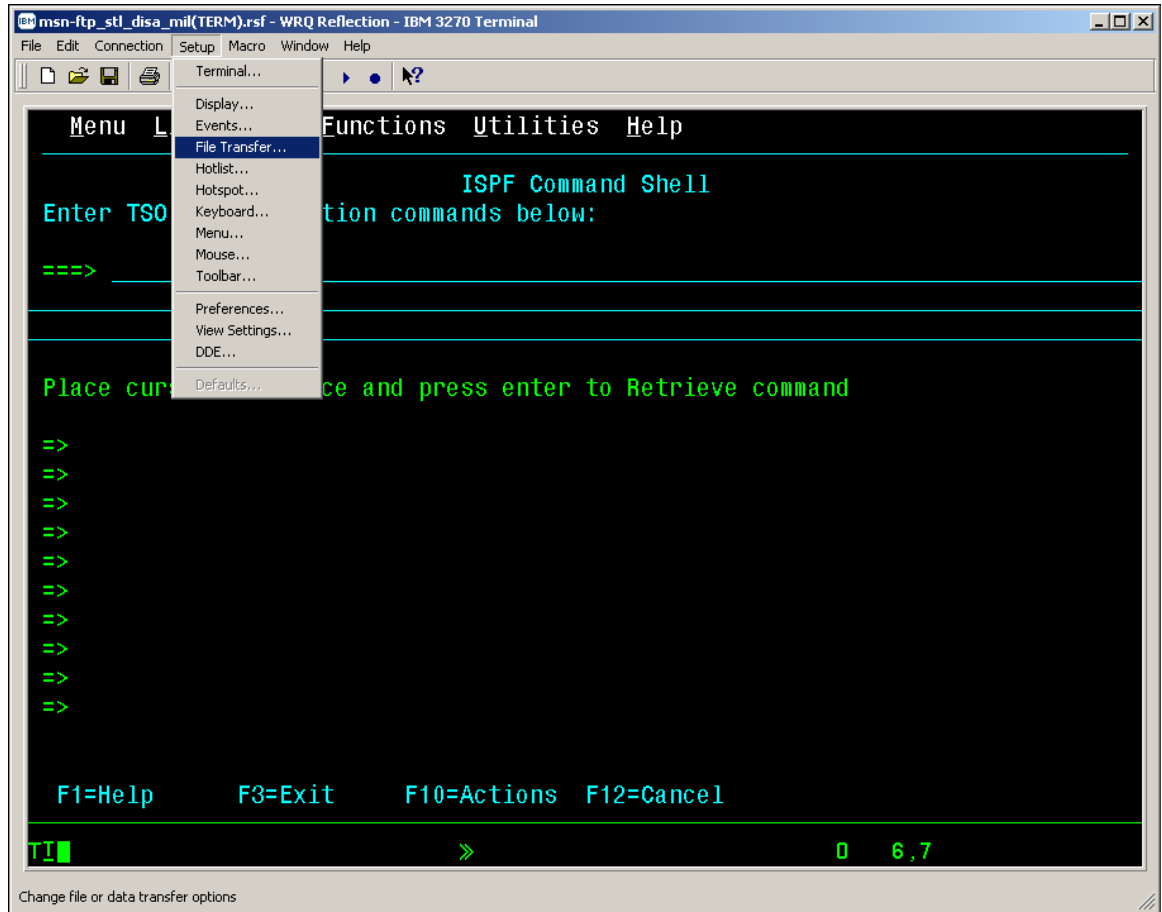 msn-ftp_stl_disa_mil(TERM).rsf - WRQ Reflection - IBM 3270 Terminal
File Edit Connection Setup Macro Window Help
Terminal...
Display...
Events...
File Transfer...
Hotlist...
Hotspot...
Keyboard...
Menu...
Mouse...
Toolbar...
Preferences...
View Settings...
DDE...
Defaults...
Menu L Functions Utilities Help
ISPF Command Shell
Enter TSO tion commands below:
===>
Place cur ce and press enter to Retrieve command
=>
=>
=>
=>
=>
=>
=>
=>
=>
=>
F1=Help F3=Exit F10=Actions F12=Cancel
TI » 0 6,7
Change file or data transfer options